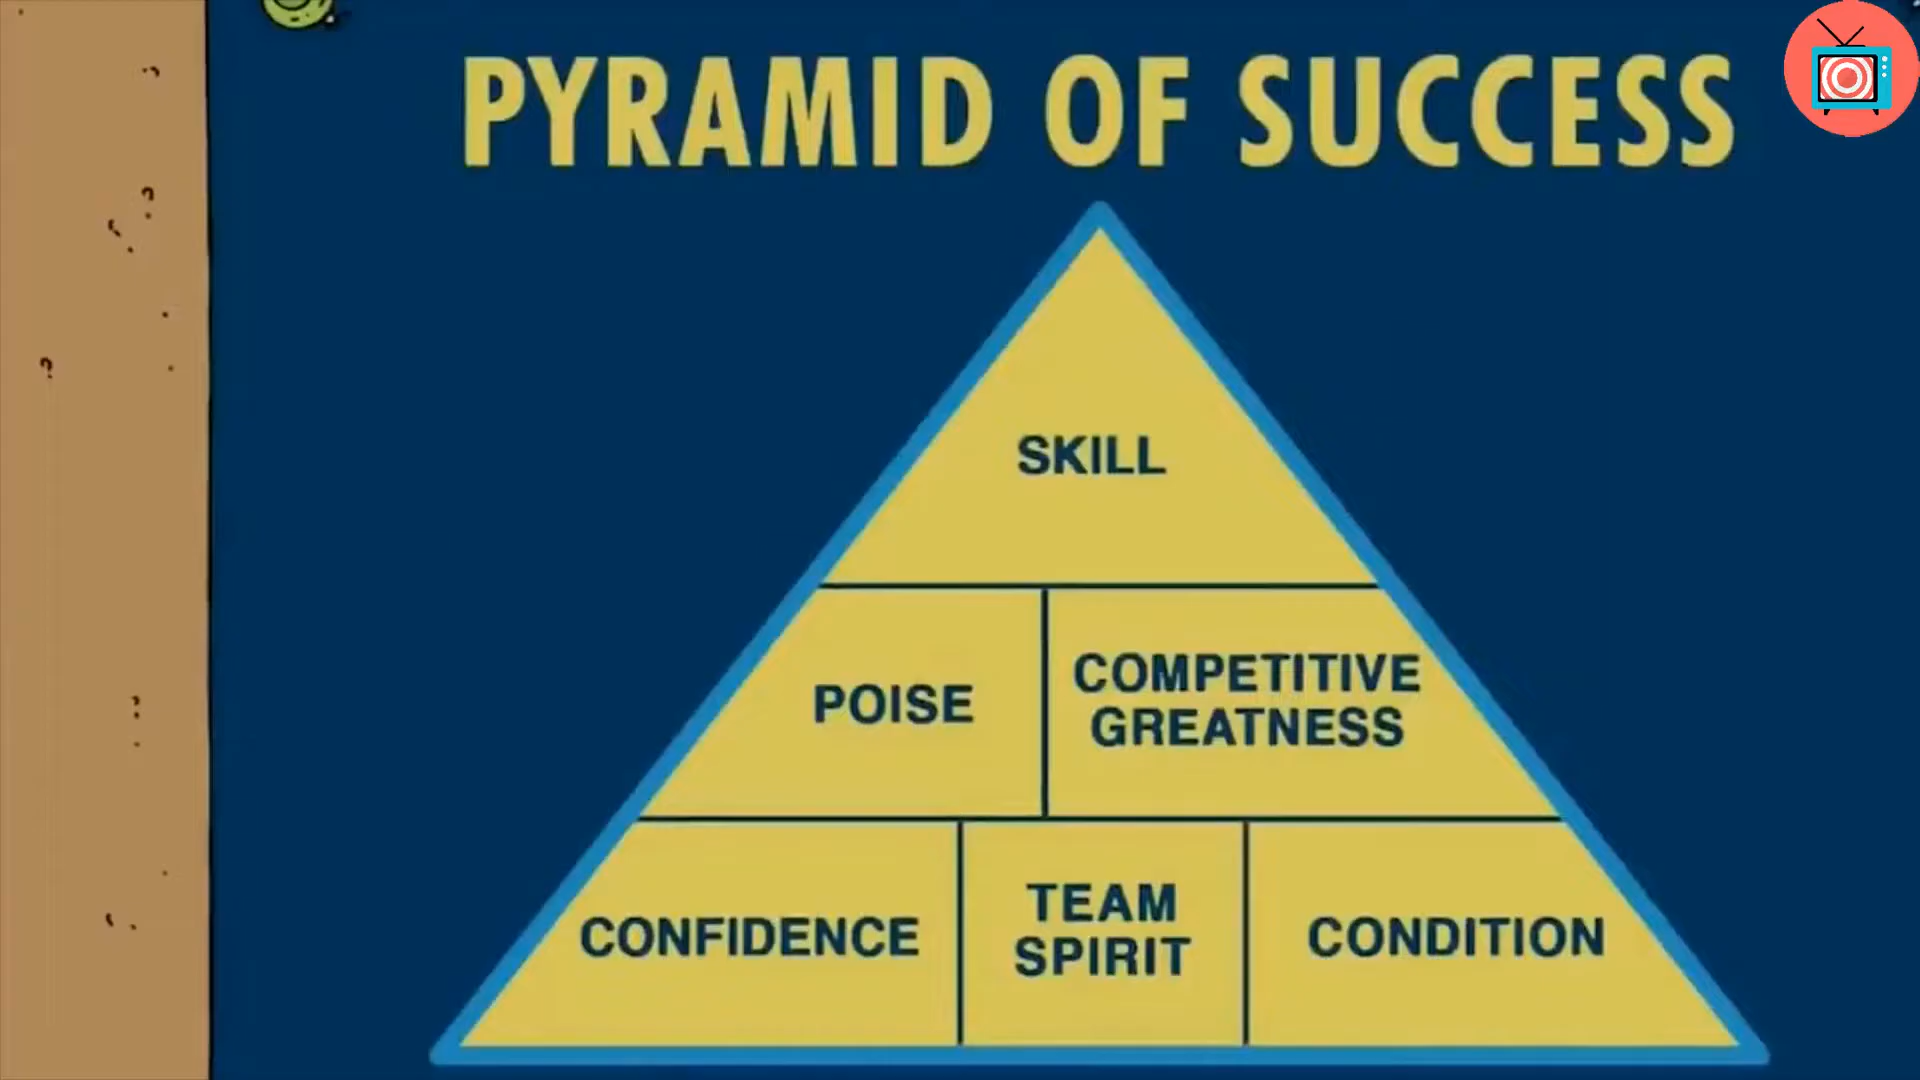 PYRAMID OF SUCCESS
SKILL
POISE
COMPETITIVE
GREATNESS
CONFIDENCE
TEAM
SPIRIT
CONDITION